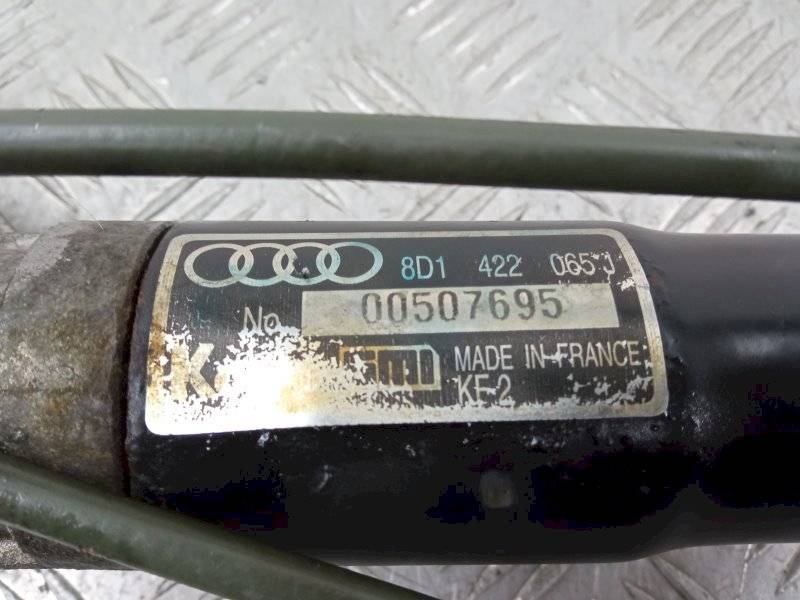 8D1 422 065 J
No 00507695
MADE IN FRANCE
KF-2